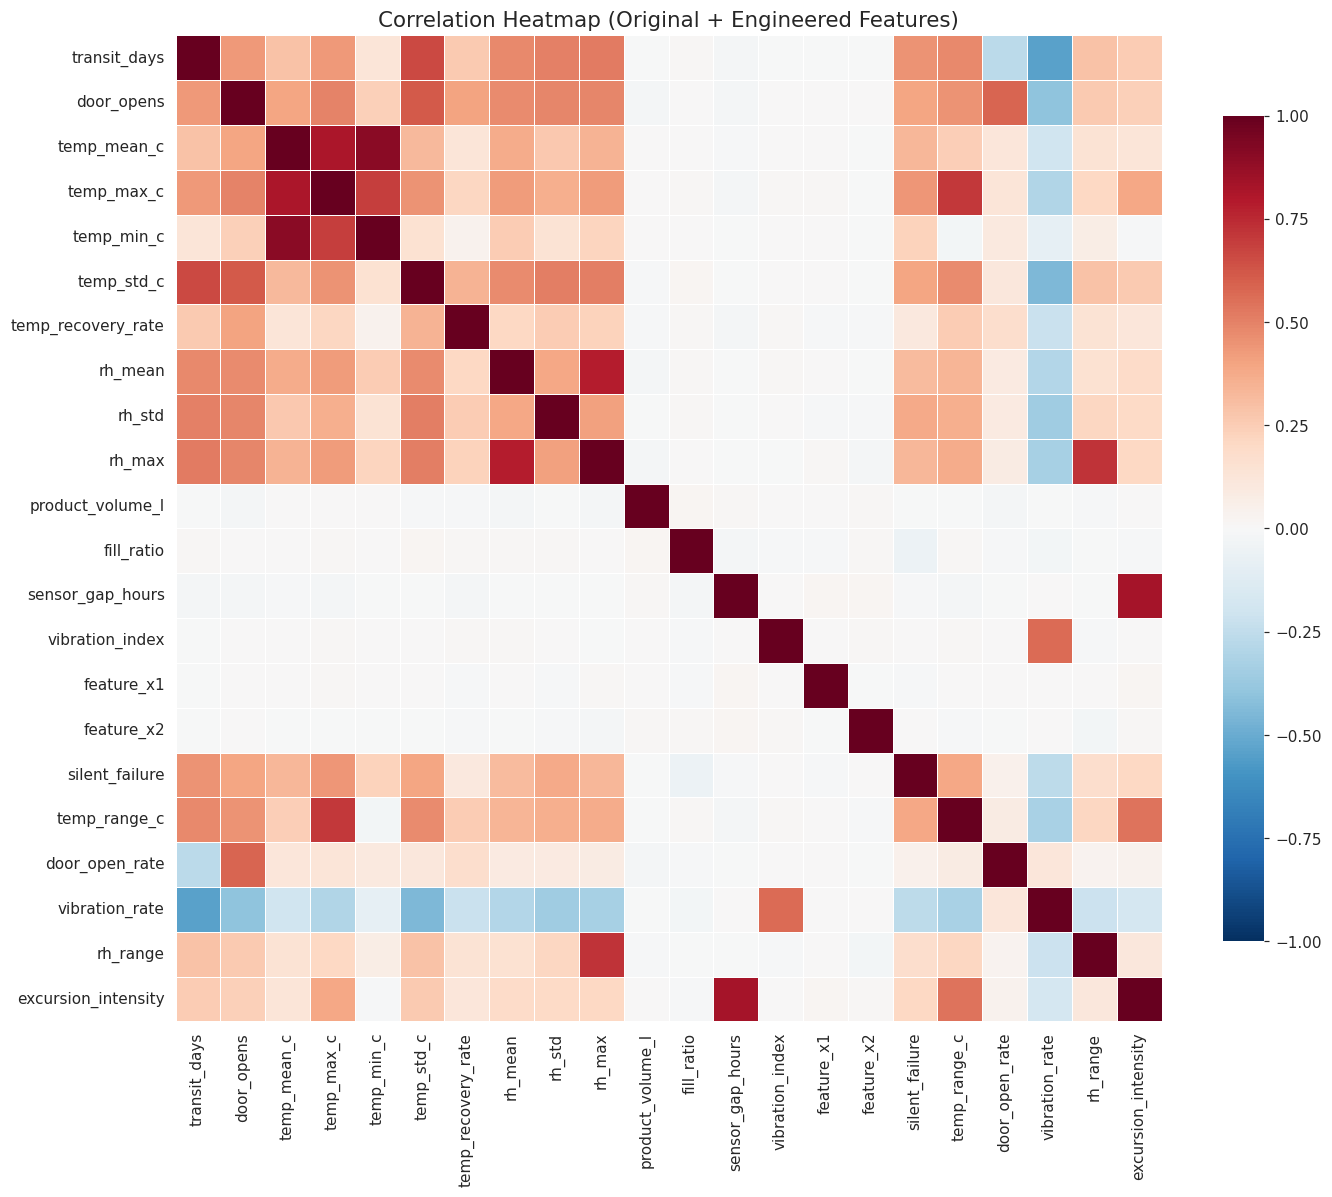 Correlation Heatmap (Original + Engineered Features)
transit_days
door_opens
temp_mean_c
temp_max_c
temp_min_c
temp_std_c
temp_recovery_rate
rh_mean
rh_std
rh_max
product_volume_l
fill_ratio
sensor_gap_hours
vibration_index
feature_x1
feature_x2
silent_failure
temp_range_c
door_open_rate
vibration_rate
rh_range
excursion_intensity
transit_days
door_opens
temp_mean_c
temp_max_c
temp_min_c
temp_std_c
temp_recovery_rate
rh_mean
rh_std
rh_max
product_volume_l
fill_ratio
sensor_gap_hours
vibration_index
feature_x1
feature_x2
silent_failure
temp_range_c
door_open_rate
vibration_rate
rh_range
excursion_intensity
1.00
0.75
0.50
0.25
0.00
−0.25
−0.50
−0.75
−1.00